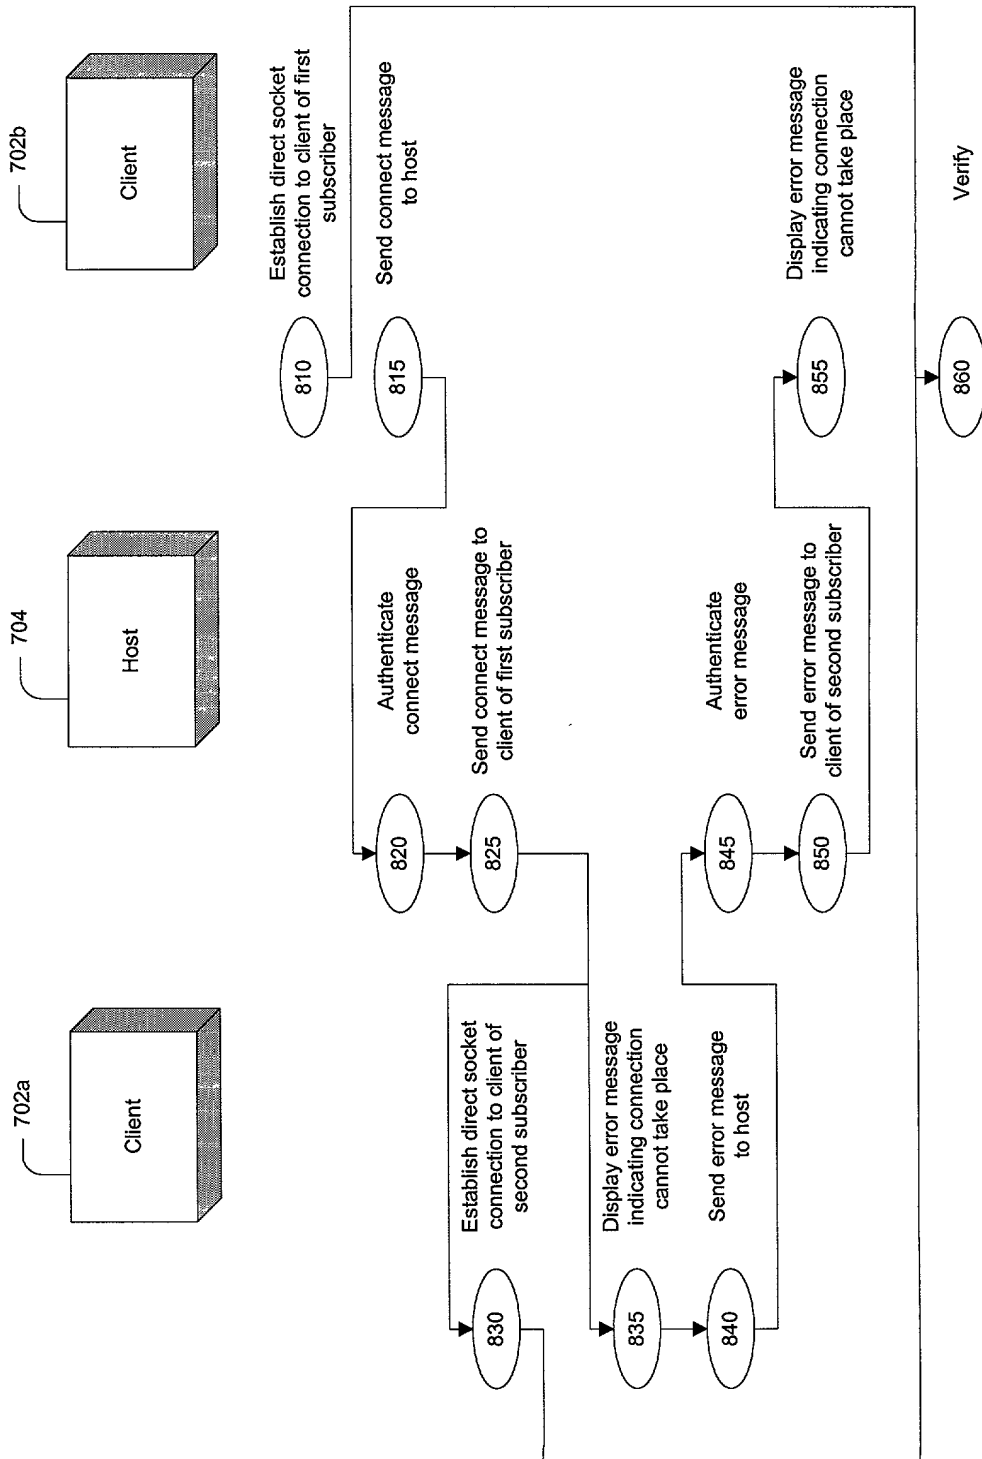 702a
Client
704
Host
702b
Client
810
Establish direct socket
connection to client of first
subscriber
815
Send connect message
to host
820
Authenticate
connect message
825
Send connect message to
client of first subscriber
830
Establish direct socket
connection to client of
second subscriber
835
Display error message
indicating connection
cannot take place
840
Send error message
to host
845
Authenticate
error message
850
Send error message to
client of second subscriber
855
Display error message
indicating connection
cannot take place
860
Verify